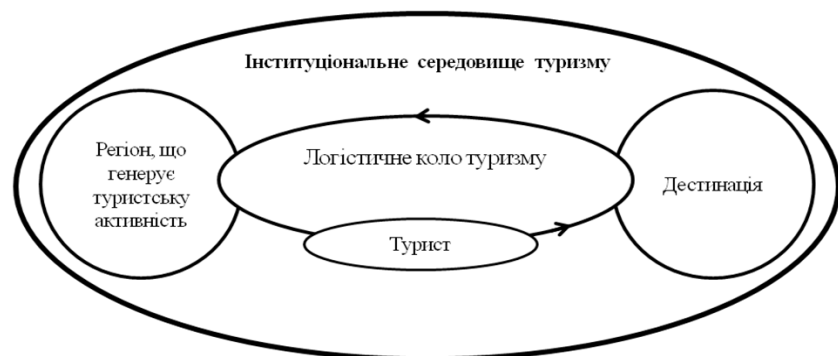 Інституціональне середовище туризму
Регіон, що
генерує
туристську
активність
Логістичне коло туризму
Дестинація
Турист